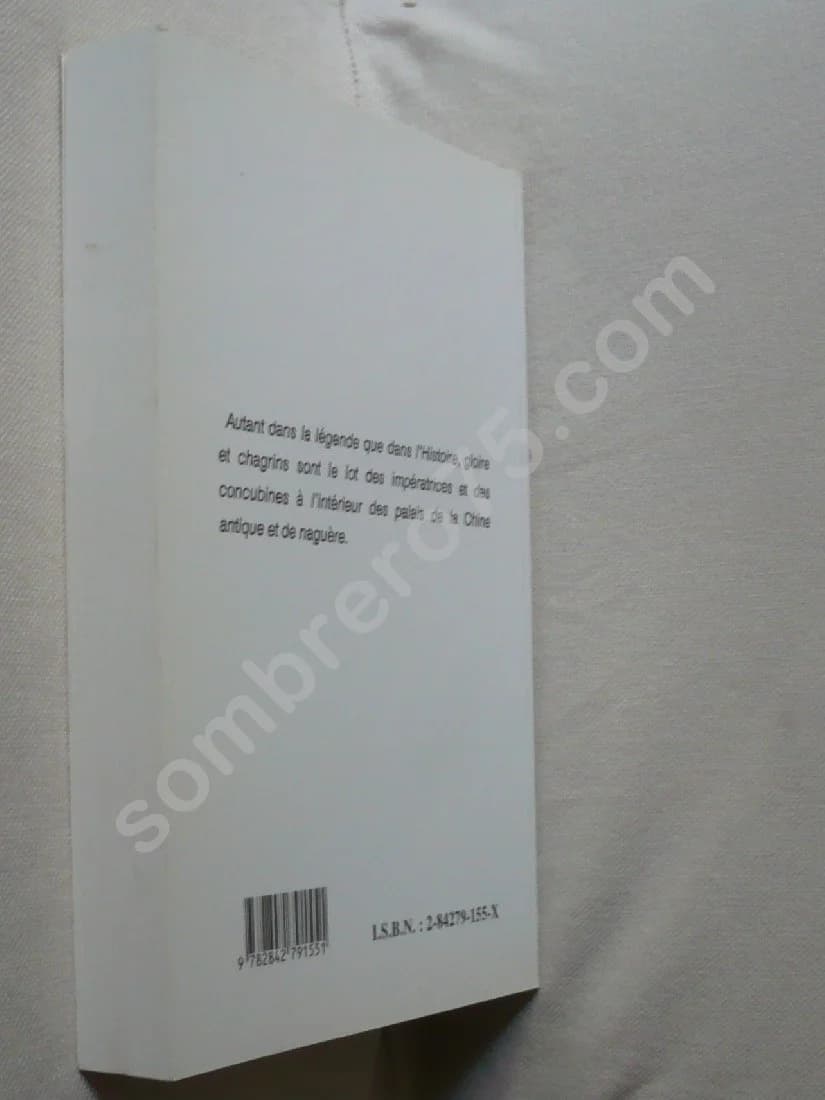 Autant dans la légende que dans l'Histoire, gloire
et chagrins sont le lot des impératrices et des
concubines à l'intérieur des palais de la Chine
antique et de naguère.
9 782842 791551
I.S.B.N. : 2-84279-155-X
sombrero75.com